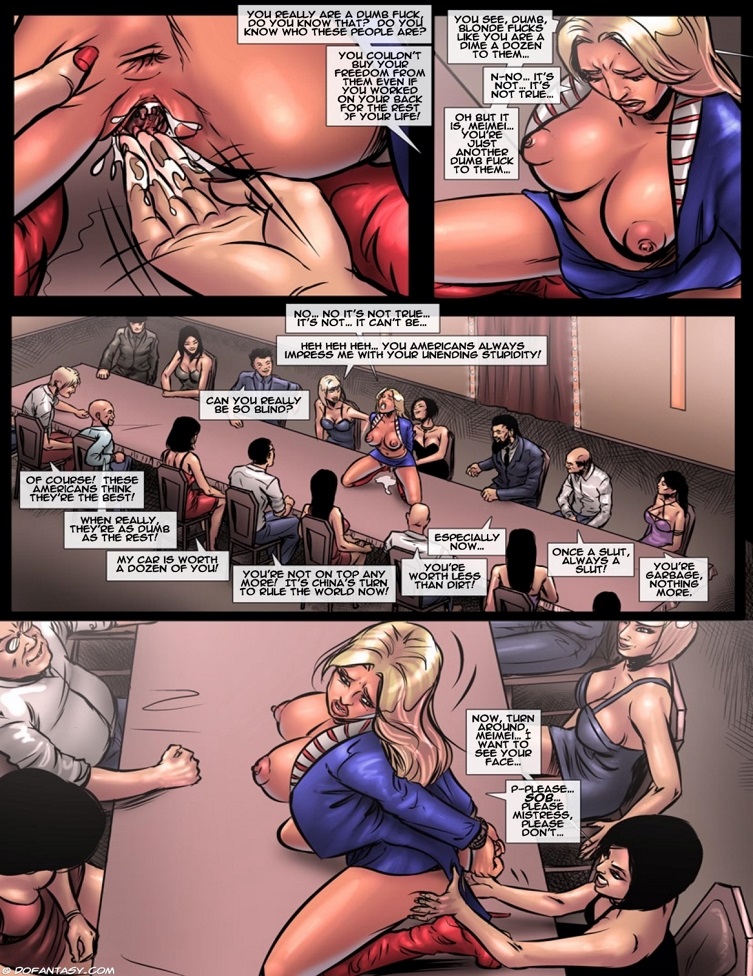 YOU REALLY ARE A DUMB FUCK,
DO YOU KNOW THAT? DO YOU
KNOW WHO THESE PEOPLE ARE?
YOU COULDN'T
BUY YOUR
FREEDOM FROM
THEM EVEN IF
YOU WORKED
ON YOUR BACK
FOR THE REST
OF YOUR LIFE!
YOU SEE, DUMB,
BLONDE FUCKS
LIKE YOU ARE A
DIME A DOZEN
TO THEM...
N-NO... IT'S
NOT... IT'S
NOT TRUE...
OH BUT IT
IS, MEIMEI...
YOU'RE
JUST
ANOTHER
DUMB FUCK
TO THEM...
NO... NO IT'S NOT TRUE...
IT'S NOT... IT CAN'T BE...
HEH HEH HEH... YOU AMERICANS ALWAYS
IMPRESS ME WITH YOUR UNENDING STUPIDITY!
CAN YOU REALLY
BE SO BLIND?
OF COURSE! THESE
AMERICANS THINK
THEY'RE THE BEST!
WHEN REALLY,
THEY'RE AS DUMB
AS THE REST!
MY CAR IS WORTH
A DOZEN OF YOU!
YOU'RE NOT ON TOP ANY
MORE! IT'S CHINA'S TURN
TO RULE THE WORLD NOW!
YOU'RE
WORTH LESS
THAN DIRT!
ESPECIALLY
NOW...
ONCE A SLUT,
ALWAYS A
SLUT!
YOU'RE
GARBAGE,
NOTHING
MORE.
NOW, TURN
AROUND,
MEIMEI... I
WANT TO
SEE YOUR
FACE...
P-PLEASE...
SOB...
PLEASE
MISTRESS,
PLEASE
DON'T...
© DOFANTASY.COM